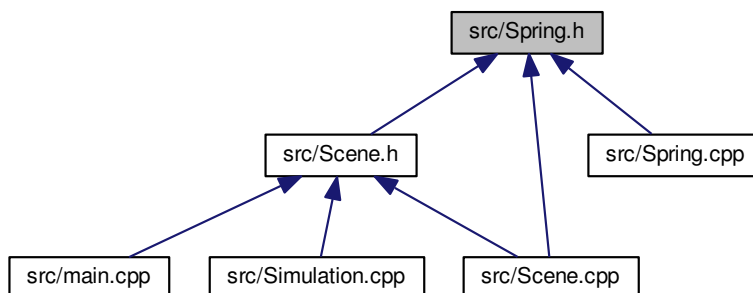 src/Spring.h
src/Scene.h
src/Spring.cpp
src/main.cpp
src/Simulation.cpp
src/Scene.cpp